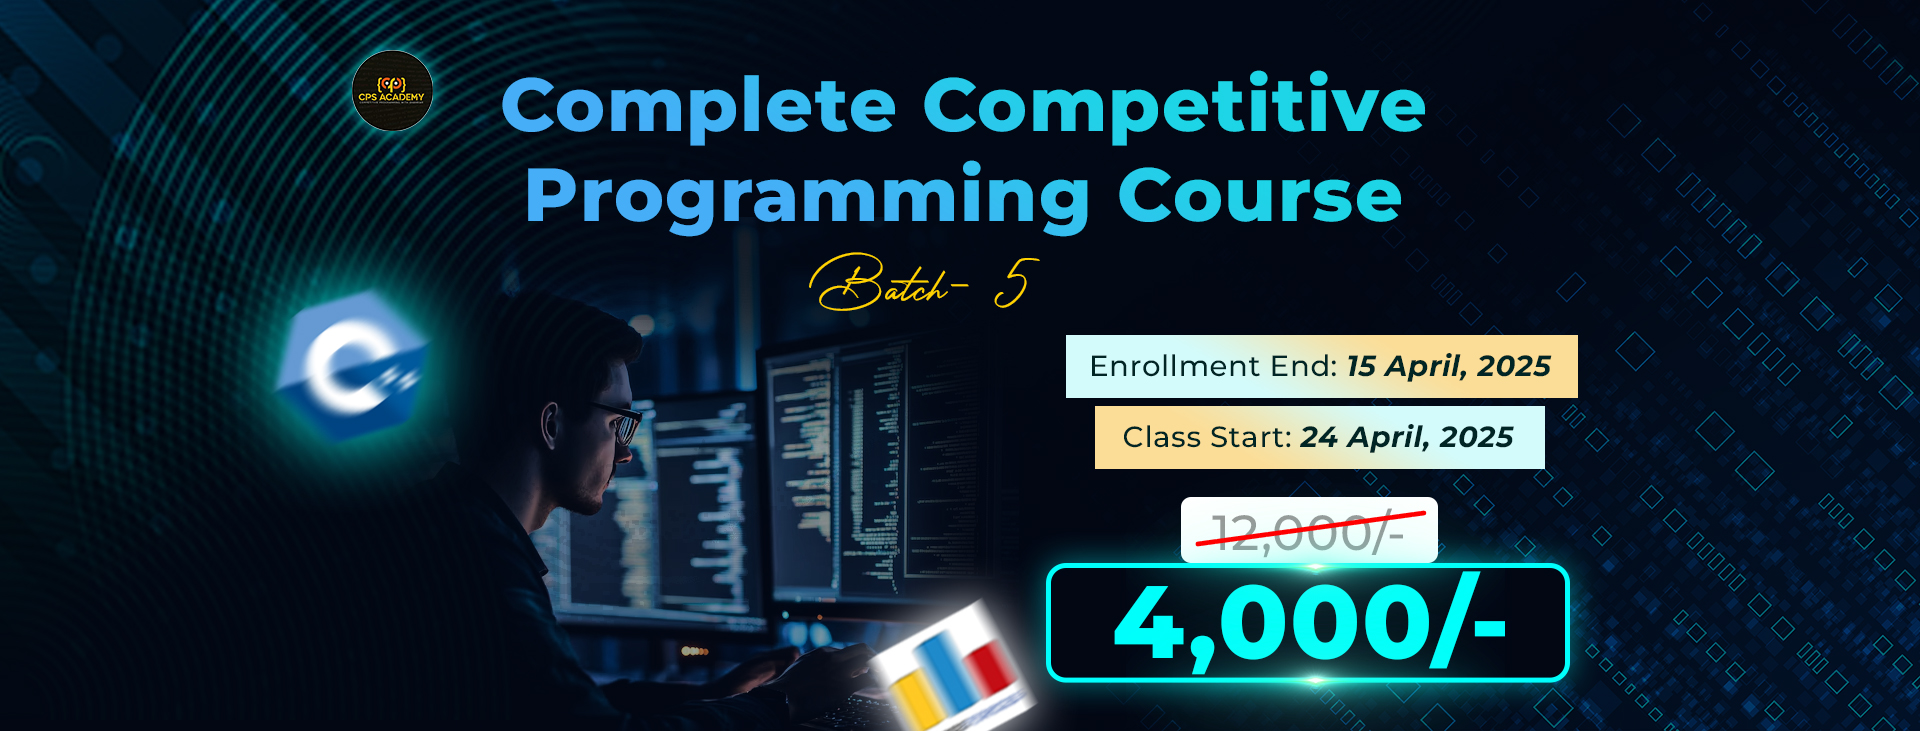 CPS ACADEMY
Complete Competitive
Programming Course
Batch- 5
Enrollment End: 15 April, 2025
Class Start: 24 April, 2025
12,000/-
4,000/-